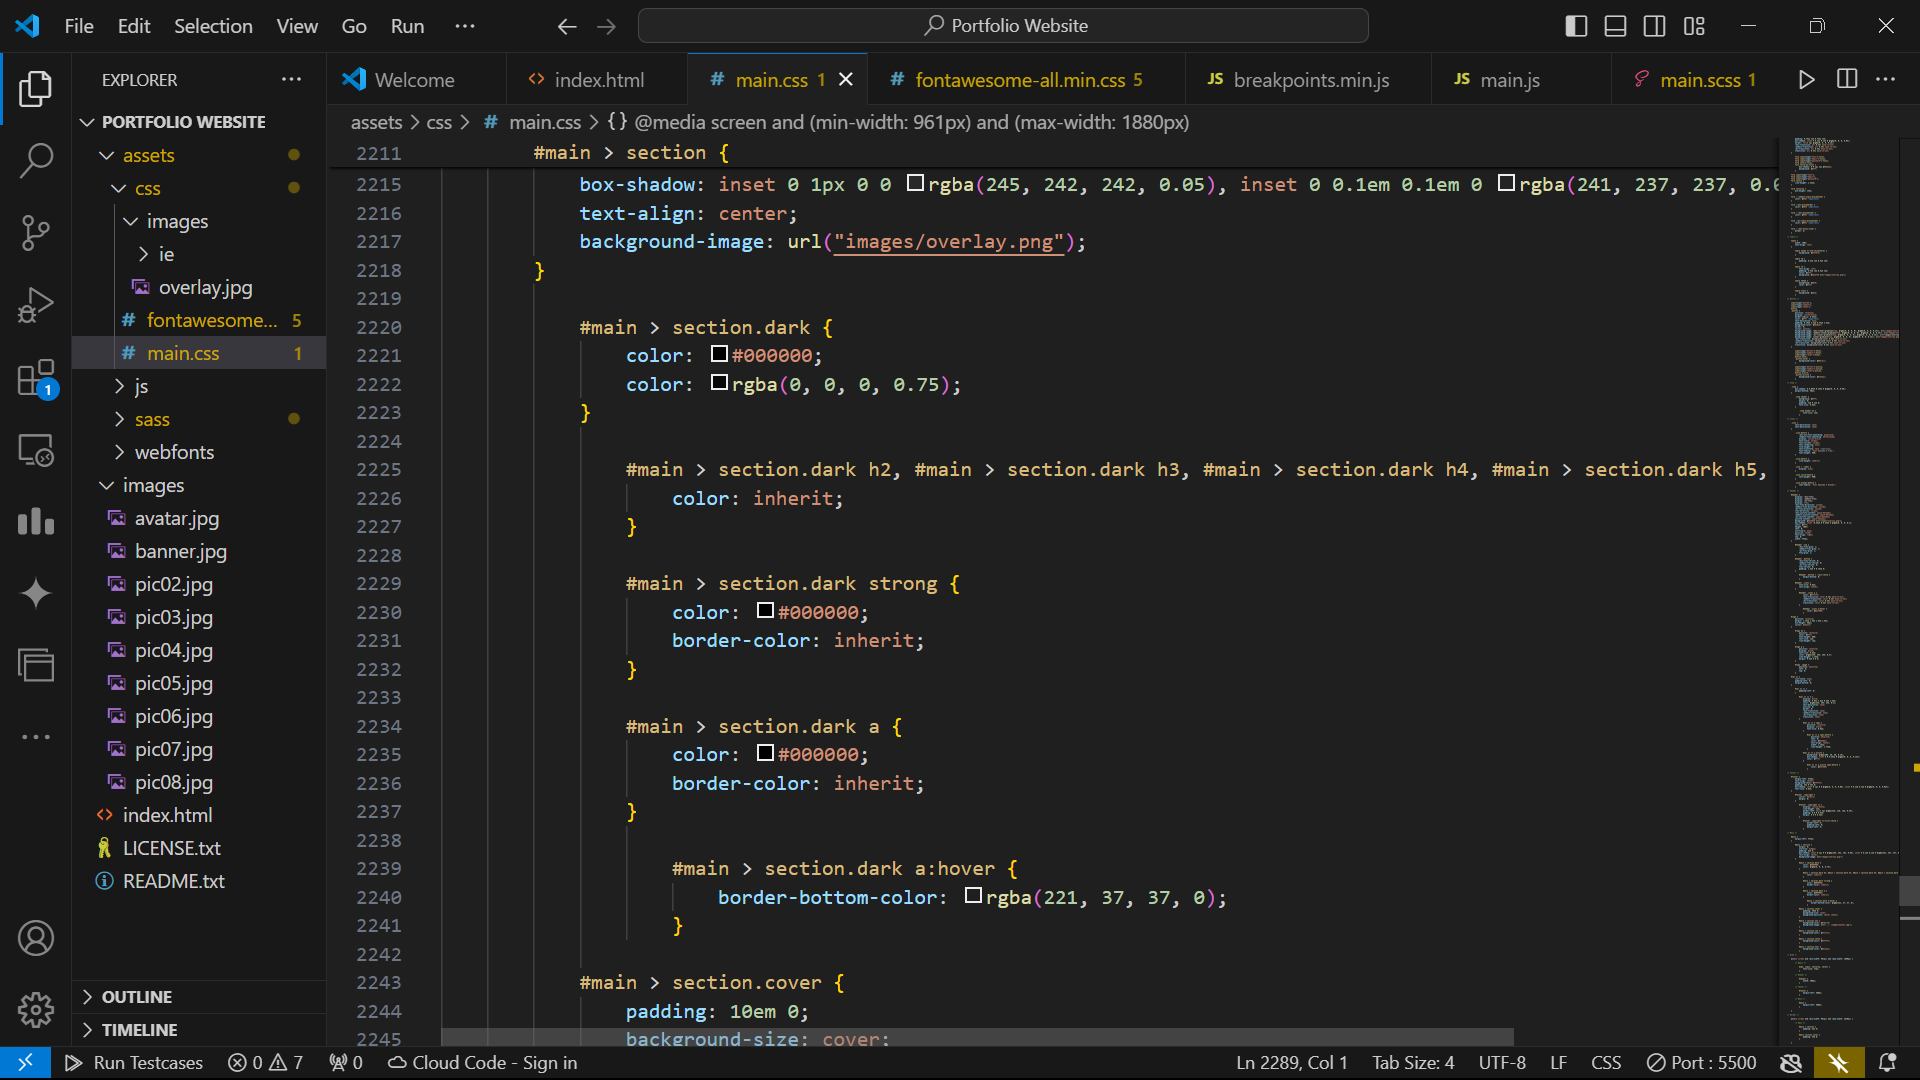 File Edit Selection View Go Run ··· Portfolio Website
EXPLORER ···
PORTFOLIO WEBSITE
assets
css
images
ie
overlay.jpg
fontawesome... 5
main.css 1
js
sass
webfonts
images
avatar.jpg
banner.jpg
pic02.jpg
pic03.jpg
pic04.jpg
pic05.jpg
pic06.jpg
pic07.jpg
pic08.jpg
index.html
LICENSE.txt
README.txt
OUTLINE
TIMELINE
1
Welcome <> index.html # main.css 1 # fontawesome-all.min.css 5 JS breakpoints.min.js JS main.js main.scss 1
assets > css > # main.css > {} @media screen and (min-width: 961px) and (max-width: 1880px)
2211 #main > section {
2215 box-shadow: inset 0 1px 0 0 rgba(245, 242, 242, 0.05), inset 0 0.1em 0.1em 0 rgba(241, 237, 237, 0.0
2216 text-align: center;
2217 background-image: url("images/overlay.png");
2218 }
2219
2220 #main > section.dark {
2221 color: #000000;
2222 color: rgba(0, 0, 0, 0.75);
2223 }
2224
2225 #main > section.dark h2, #main > section.dark h3, #main > section.dark h4, #main > section.dark h5,
2226 color: inherit;
2227 }
2228
2229 #main > section.dark strong {
2230 color: #000000;
2231 border-color: inherit;
2232 }
2233
2234 #main > section.dark a {
2235 color: #000000;
2236 border-color: inherit;
2237 }
2238
2239 #main > section.dark a:hover {
2240 border-bottom-color: rgba(221, 37, 37, 0);
2241 }
2242
2243 #main > section.cover {
2244 padding: 10em 0;
2245 background-size: cover;
Run Testcases 0 7 0 Cloud Code - Sign in Ln 2289, Col 1 Tab Size: 4 UTF-8 LF CSS Port : 5500